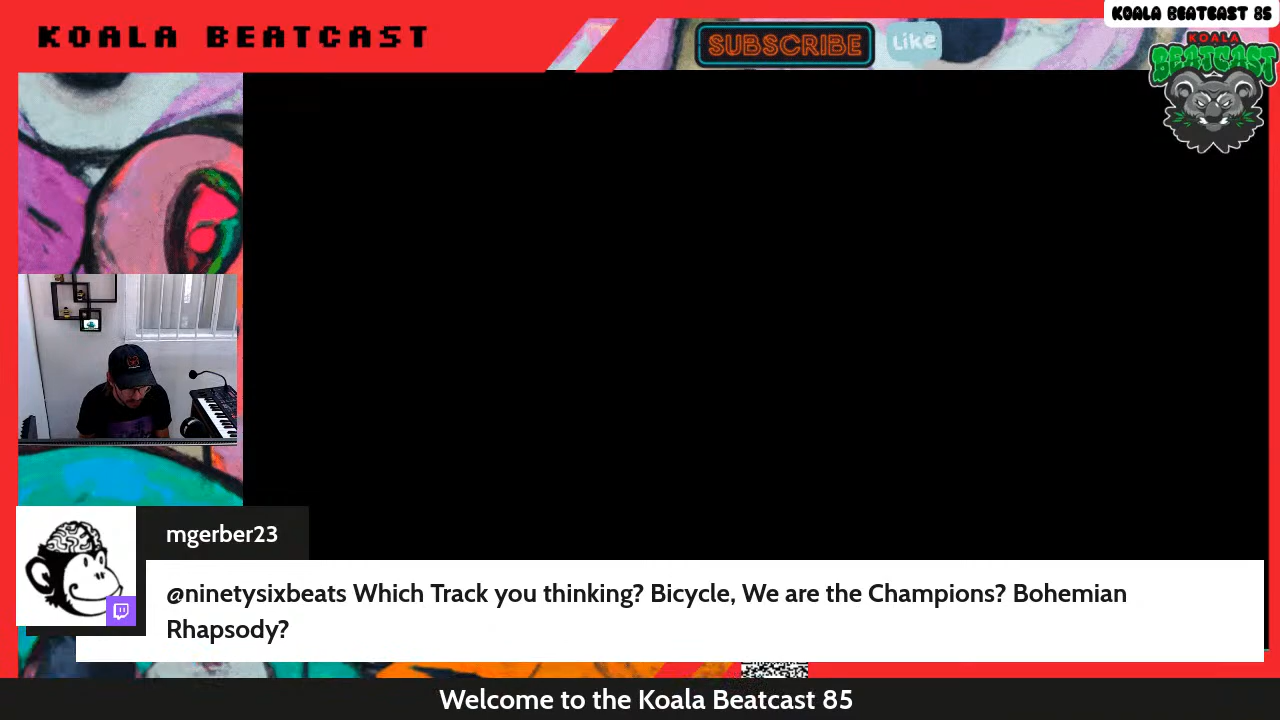 KOALA BEATCAST
SUBSCRIBE
Like
KOALA BEATCAST 85
KOALA
BEATCAST
mgerber23
@ninetysixbeats Which Track you thinking? Bicycle, We are the Champions? Bohemian
Rhapsody?
Welcome to the Koala Beatcast 85